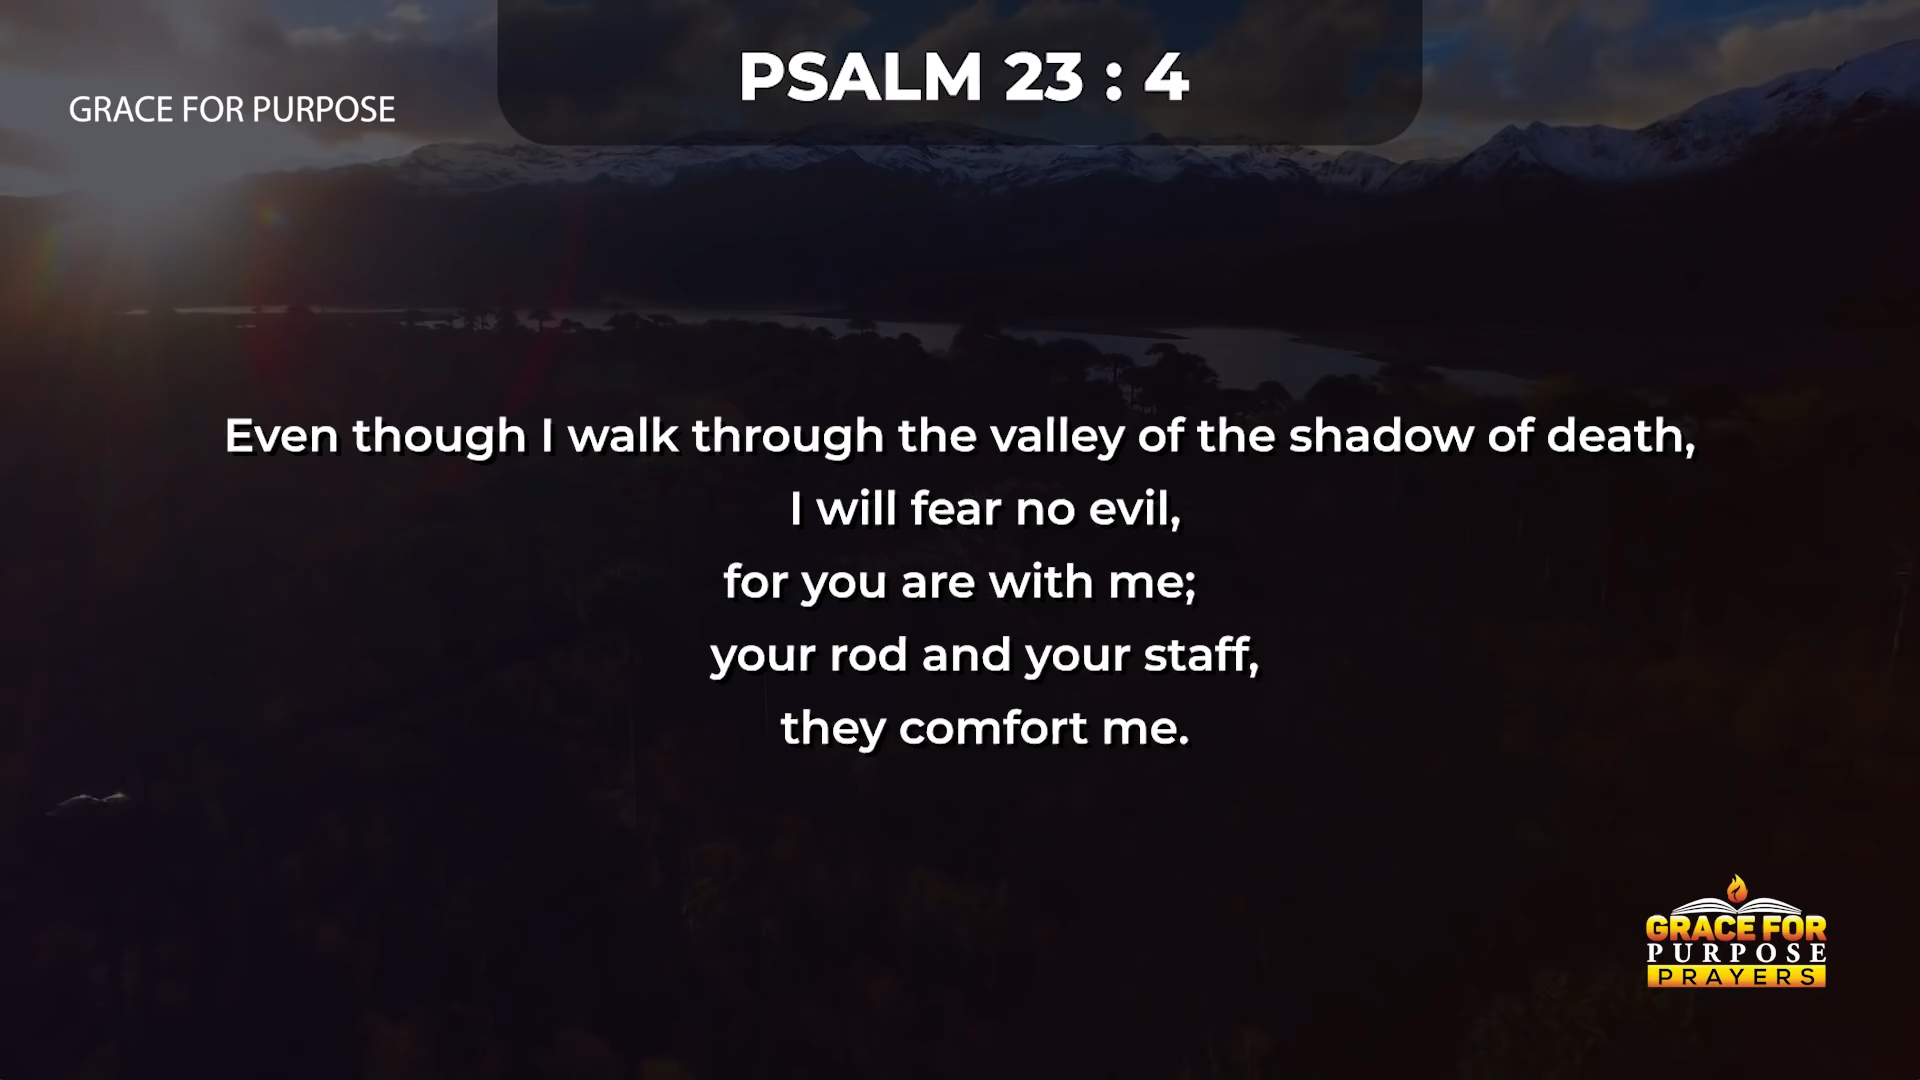 PSALM 23 : 4
GRACE FOR PURPOSE
Even though I walk through the valley of the shadow of death,
I will fear no evil,
for you are with me;
your rod and your staff,
they comfort me.
GRACE FOR
PURPOSE
PRAYERS